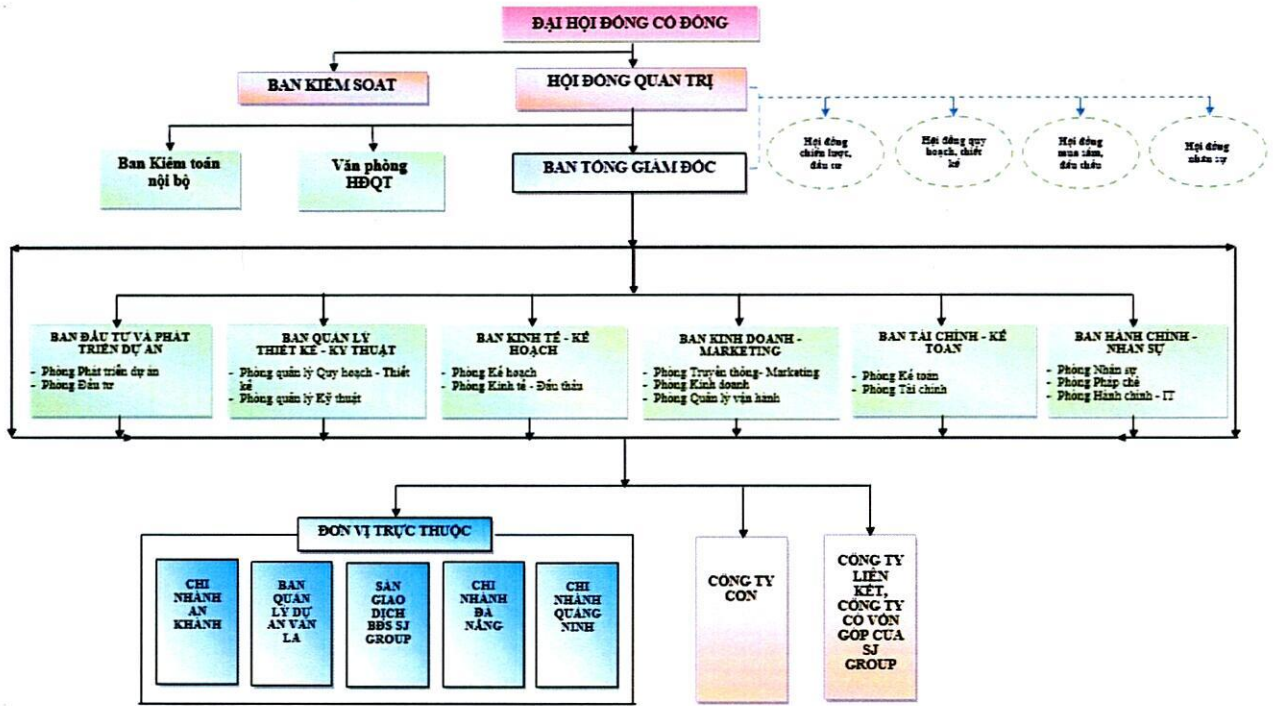 ĐẠI HỘI ĐỒNG CỔ ĐÔNG
BAN KIỂM SOÁT
HỘI ĐỒNG QUẢN TRỊ
Ban Kiểm toán
nội bộ
Văn phòng
HĐQT
BAN TỔNG GIÁM ĐỐC
Hội đồng
chiến lược,
đầu tư
Hội đồng quy
hoạch, thiết
kế
Hội đồng
mua sắm,
đấu thầu
Hội đồng
nhân sự
BAN ĐẦU TƯ VÀ PHÁT
TRIỂN DỰ ÁN
- Phòng Phát triển dự án
- Phòng Đầu tư
BAN QUẢN LÝ
THIẾT KẾ - KỸ THUẬT
- Phòng quản lý Quy hoạch - Thiết
kế
- Phòng quản lý Kỹ thuật
BAN KINH TẾ - KẾ
HOẠCH
- Phòng Kế hoạch
- Phòng Kinh tế - Đấu thầu
BAN KINH DOANH -
MARKETING
- Phòng Truyền thông- Marketing
- Phòng Kinh doanh
- Phòng Quản lý vận hành
BAN TÀI CHÍNH - KẾ
TOÁN
- Phòng Kế toán
- Phòng Tài chính
BAN HÀNH CHÍNH -
NHÂN SỰ
- Phòng Nhân sự
- Phòng Pháp chế
- Phòng Hành chính - IT
ĐƠN VỊ TRỰC THUỘC
CHI
NHÁNH
AN
KHÁNH
BAN
QUẢN
LÝ DỰ
ÁN VĂN
LA
SÀN
GIAO
DỊCH
BĐS SJ
GROUP
CHI
NHÁNH
ĐÀ
NẴNG
CHI
NHÁNH
QUẢNG
NINH
CÔNG TY
CON
CÔNG TY
LIÊN
KẾT,
CÔNG TY
CÓ VỐN
GÓP CỦA
SJ
GROUP